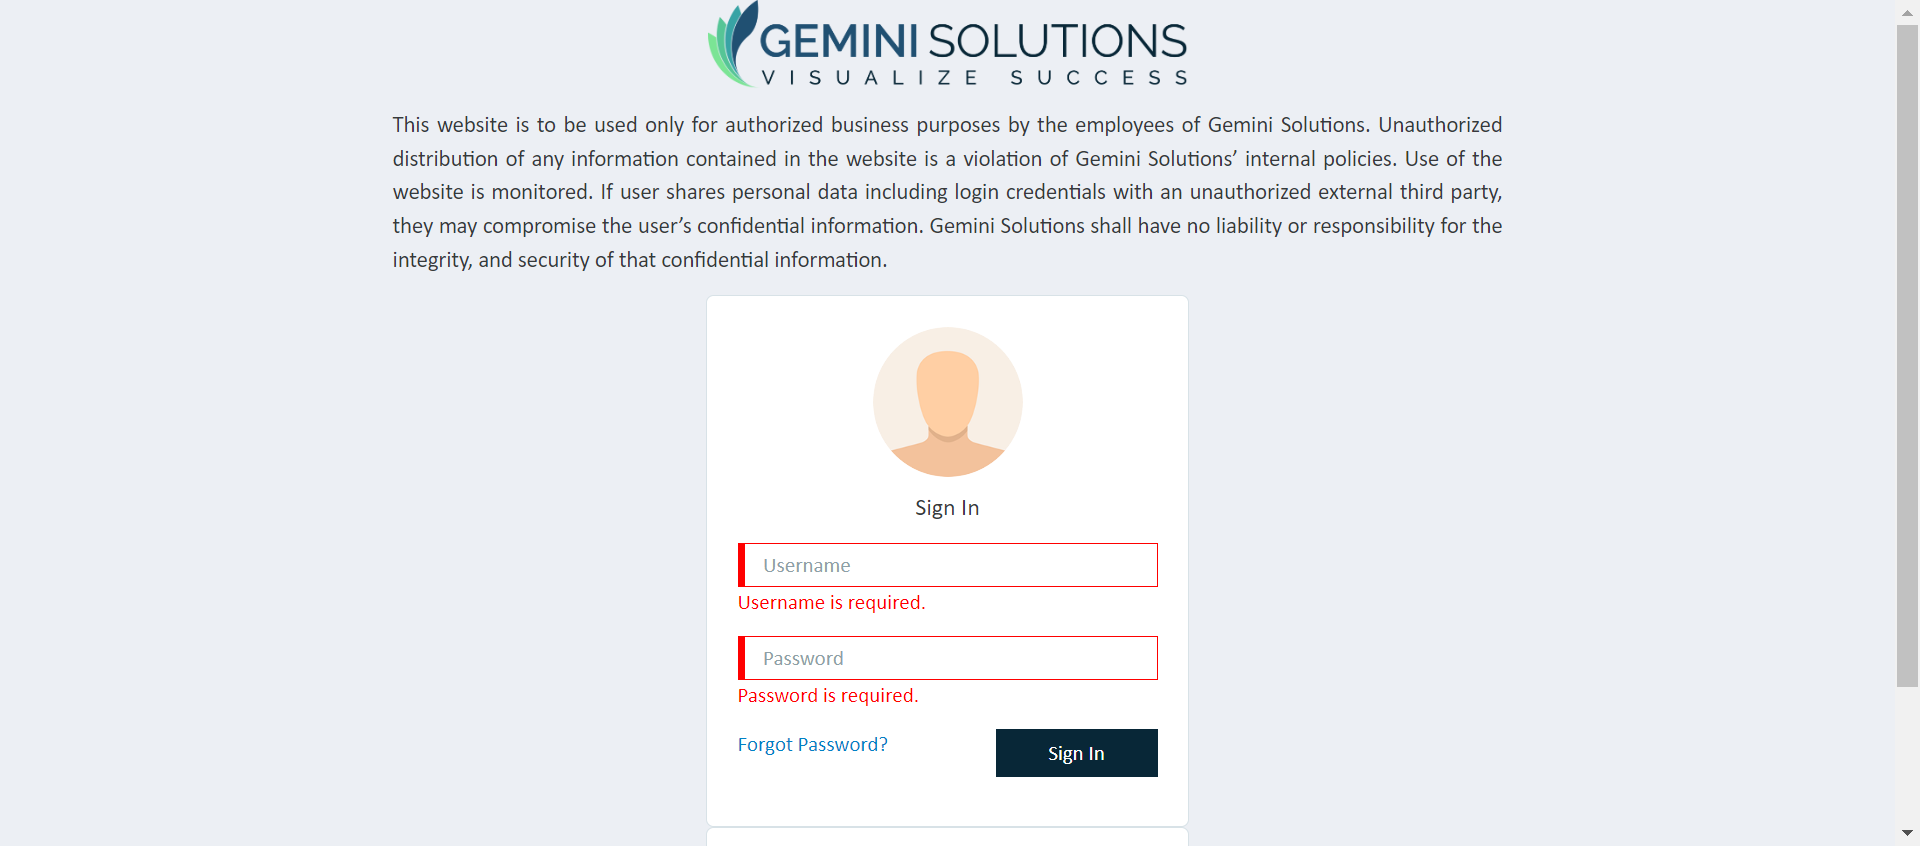 GEMINI SOLUTIONS
VISUALIZE SUCCESS
This website is to be used only for authorized business purposes by the employees of Gemini Solutions. Unauthorized
distribution of any information contained in the website is a violation of Gemini Solutions’ internal policies. Use of the
website is monitored. If user shares personal data including login credentials with an unauthorized external third party,
they may compromise the user’s confidential information. Gemini Solutions shall have no liability or responsibility for the
integrity, and security of that confidential information.
Sign In
Username
Username is required.
Password
Password is required.
Forgot Password?
Sign In